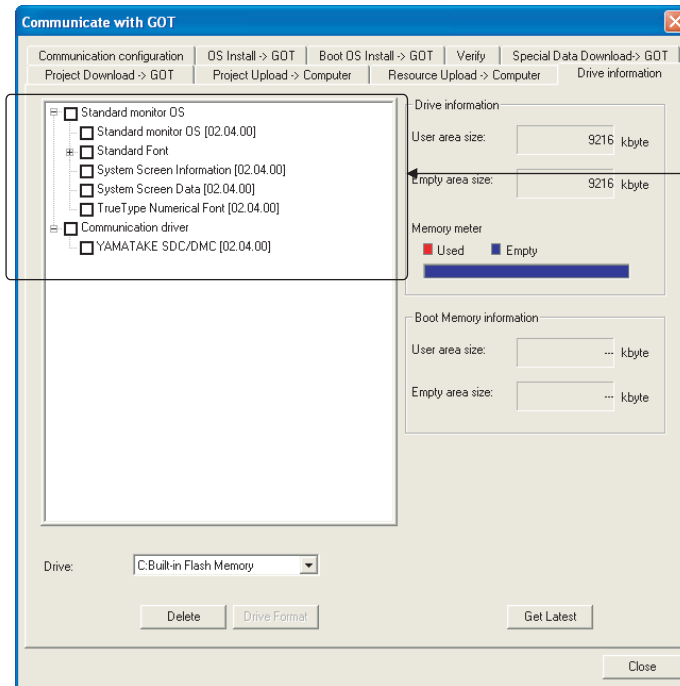 Communicate with GOT
Communication configuration OS Install -> GOT Boot OS Install -> GOT Verify Special Data Download-> GOT
Project Download -> GOT Project Upload -> Computer Resource Upload -> Computer Drive information
Standard monitor OS
Standard monitor OS [02.04.00]
Standard Font
System Screen Information [02.04.00]
System Screen Data [02.04.00]
TrueType Numerical Font [02.04.00]
Communication driver
YAMATAKE SDC/DMC [02.04.00]
Drive information
User area size: 9216 kbyte
Empty area size: 9216 kbyte
Memory meter
Used Empty
Boot Memory information
User area size: --- kbyte
Empty area size: --- kbyte
Drive: C:Built-in Flash Memory
Delete Drive Format Get Latest
Close